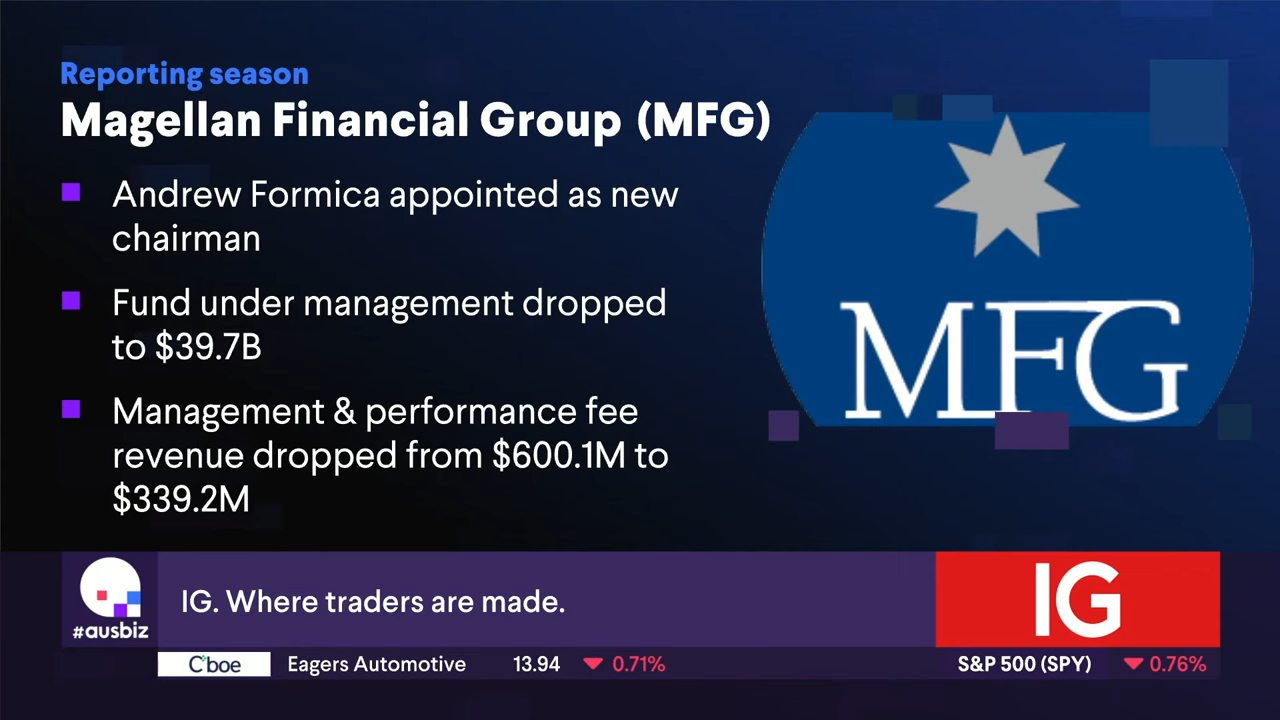 Reporting season
Magellan Financial Group (MFG)
Andrew Formica appointed as new
chairman
Fund under management dropped
to $39.7B
Management & performance fee
revenue dropped from $600.1M to
$339.2M
MFG
#ausbiz
IG. Where traders are made.
IG
Cboe
Eagers Automotive 13.94 0.71%
S&P 500 (SPY) 0.76%